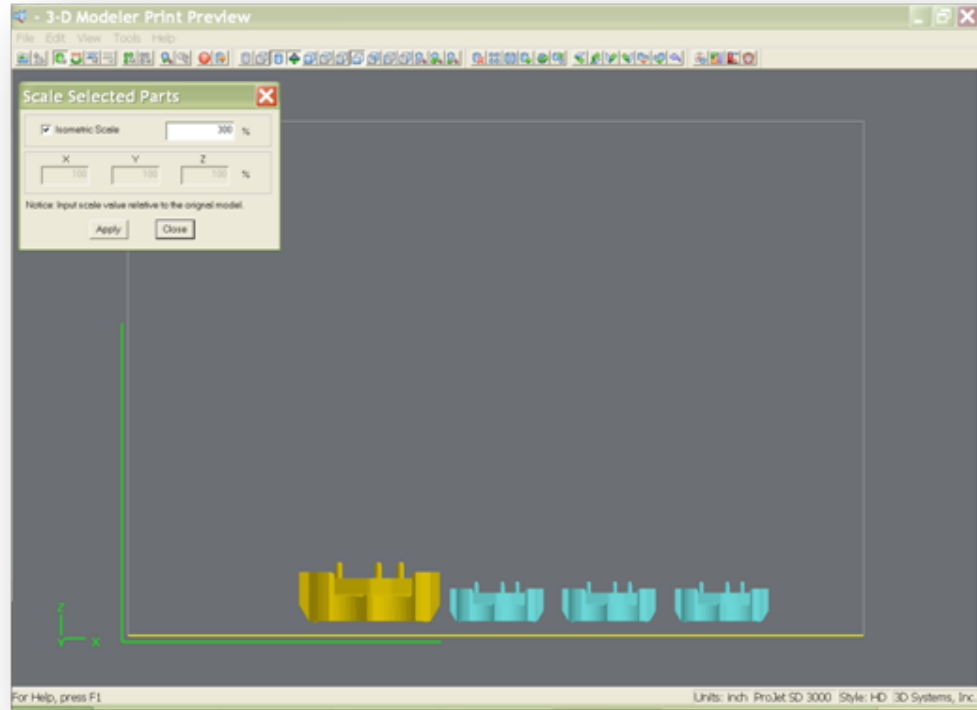 - 3-D Modeler Print Preview
File Edit View Tools Help
Scale Selected Parts
Isometric Scale 300 %
X Y Z
100 100 100 %
Notice: Input scale value relative to the orignel model.
Apply Close
Z
Y X
For Help, press F1 Units: inch ProJet SD 3000 Style: HD 3D Systems, Inc.